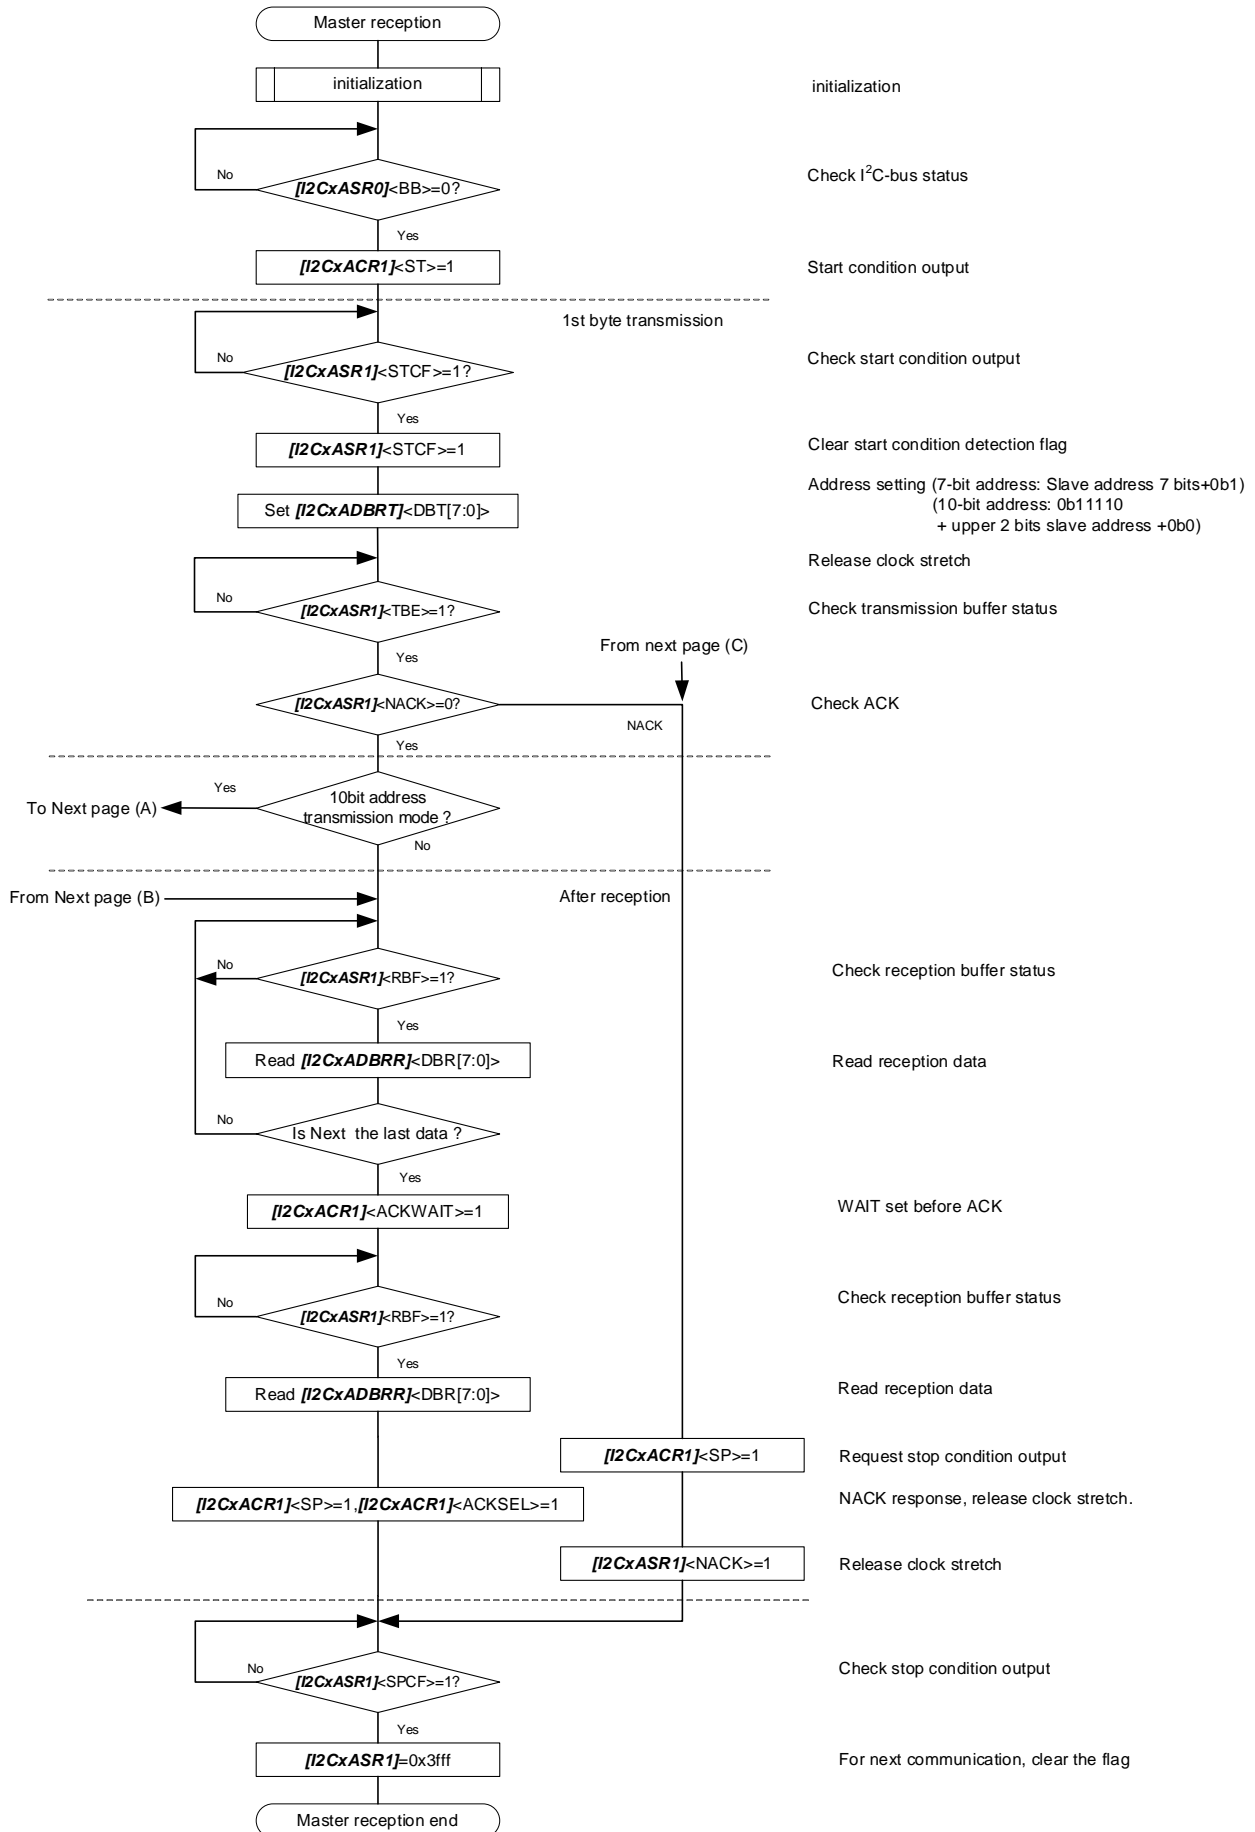 Master reception
initialization
initialization
No
[I2CxASR0]<BB>=0?
Check I2C-bus status
Yes
[I2CxACR1]<ST>=1
Start condition output
1st byte transmission
No
[I2CxASR1]<STCF>=1?
Check start condition output
Yes
[I2CxASR1]<STCF>=1
Clear start condition detection flag
Set [I2CxADBRT]<DBT[7:0]>
Address setting (7-bit address: Slave address 7 bits+0b1)
(10-bit address: 0b11110
+ upper 2 bits slave address +0b0)
Release clock stretch
No
[I2CxASR1]<TBE>=1?
Check transmission buffer status
Yes
From next page (C)
[I2CxASR1]<NACK>=0?
NACK
Check ACK
Yes
Yes
To Next page (A)
10bit address
transmission mode ?
No
From Next page (B)
After reception
No
[I2CxASR1]<RBF>=1?
Check reception buffer status
Yes
Read [I2CxADBRR]<DBR[7:0]>
Read reception data
No
Is Next the last data ?
Yes
[I2CxACR1]<ACKWAIT>=1
WAIT set before ACK
No
[I2CxASR1]<RBF>=1?
Check reception buffer status
Yes
Read [I2CxADBRR]<DBR[7:0]>
Read reception data
[I2CxACR1]<SP>=1
Request stop condition output
[I2CxACR1]<SP>=1,[I2CxACR1]<ACKSEL>=1
NACK response, release clock stretch.
[I2CxASR1]<NACK>=1
Release clock stretch
No
[I2CxASR1]<SPCF>=1?
Check stop condition output
Yes
[I2CxASR1]=0x3fff
For next communication, clear the flag
Master reception end